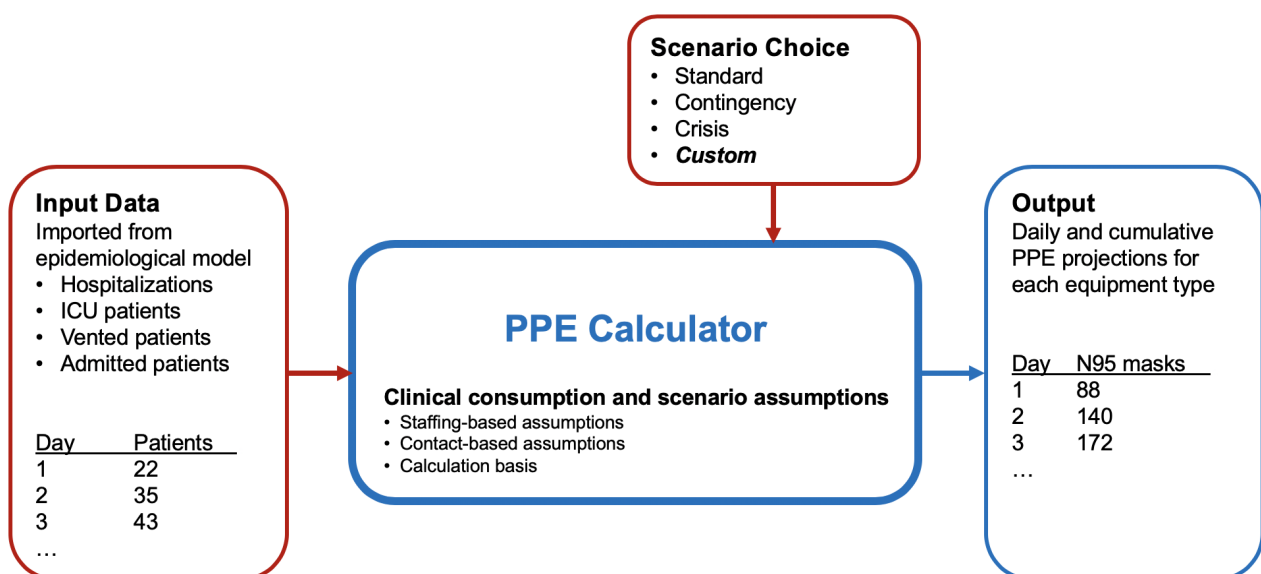 Scenario Choice
• Standard
• Contingency
• Crisis
• Custom
Input Data
Imported from
epidemiological model
• Hospitalizations
• ICU patients
• Vented patients
• Admitted patients
Day Patients
1 22
2 35
3 43
…
PPE Calculator
Clinical consumption and scenario assumptions
• Staffing-based assumptions
• Contact-based assumptions
• Calculation basis
Output
Daily and cumulative
PPE projections for
each equipment type
Day N95 masks
1 88
2 140
3 172
…